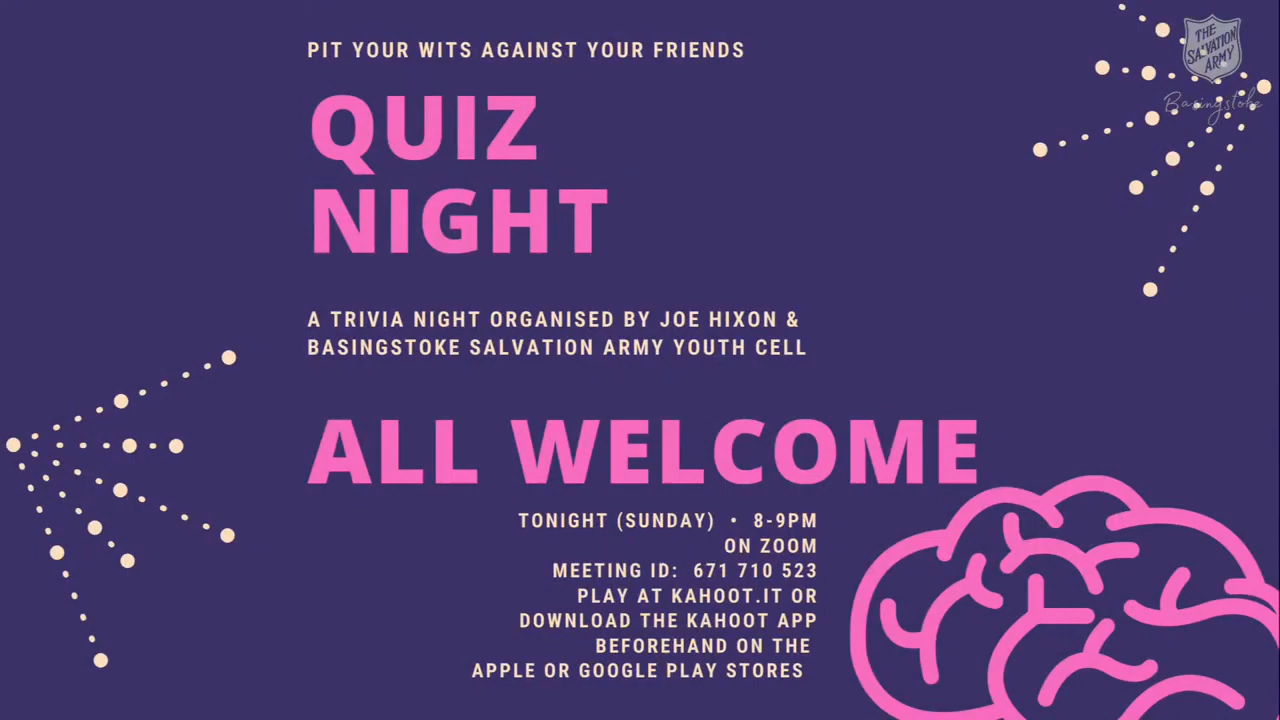 PIT YOUR WITS AGAINST YOUR FRIENDS
THE
SALVATION
ARMY
Basingstoke
QUIZ
NIGHT
A TRIVIA NIGHT ORGANISED BY JOE HIXON &
BASINGSTOKE SALVATION ARMY YOUTH CELL
ALL WELCOME
TONIGHT (SUNDAY) • 8-9PM
ON ZOOM
MEETING ID: 671 710 523
PLAY AT KAHOOT.IT OR
DOWNLOAD THE KAHOOT APP
BEFOREHAND ON THE
APPLE OR GOOGLE PLAY STORES